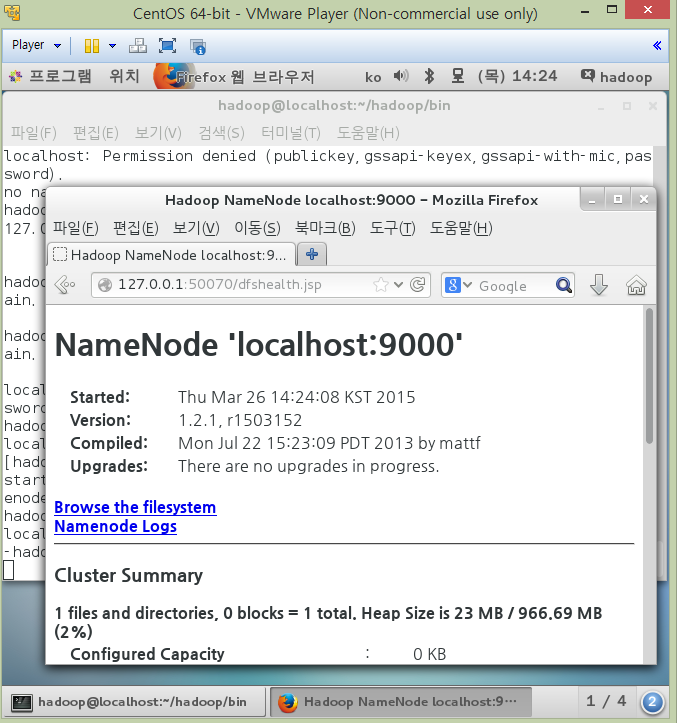 CentOS 64-bit - VMware Player (Non-commercial use only)
Player
프로그램 위치 Firefox 웹 브라우저 ko (목) 14:24 hadoop
hadoop@localhost:~/hadoop/bin
파일(F) 편집(E) 보기(V) 검색(S) 터미널(T) 도움말(H)
localhost: Permission denied (publickey,gssapi-keyex,gssapi-with-mic,pas
sword).
no na
hadoo
127.0
hadoo
ain.
hadoo
ain.
local
sword
hadoo
local
[hado
start
enode
hadoo
local
-hado
Hadoop NameNode localhost:9000 - Mozilla Firefox
파일(F) 편집(E) 보기(V) 이동(S) 북마크(B) 도구(T) 도움말(H)
Hadoop NameNode localhost:9...
127.0.0.1:50070/dfshealth.jsp Google
NameNode 'localhost:9000'
Started: Thu Mar 26 14:24:08 KST 2015
Version: 1.2.1, r1503152
Compiled: Mon Jul 22 15:23:09 PDT 2013 by mattf
Upgrades: There are no upgrades in progress.
Browse the filesystem
Namenode Logs
Cluster Summary
1 files and directories, 0 blocks = 1 total. Heap Size is 23 MB / 966.69 MB
(2%)
Configured Capacity : 0 KB
hadoop@localhost:~/hadoop/bin Hadoop NameNode localhost:9... 1 / 4 2